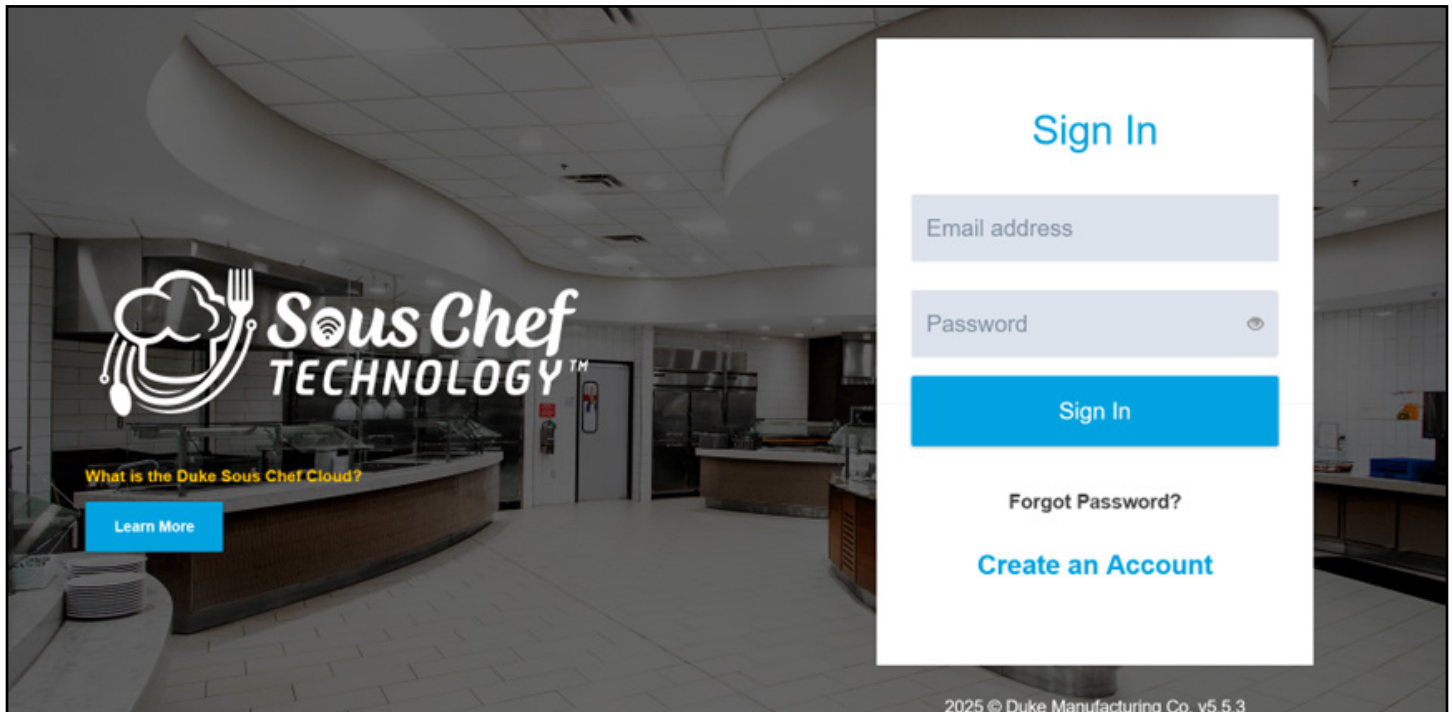 Sous Chef
TECHNOLOGY™
What is the Duke Sous Chef Cloud?
Learn More
Sign In
Email address
Password
Sign In
Forgot Password?
Create an Account
2025 © Duke Manufacturing Co. v5.5.3